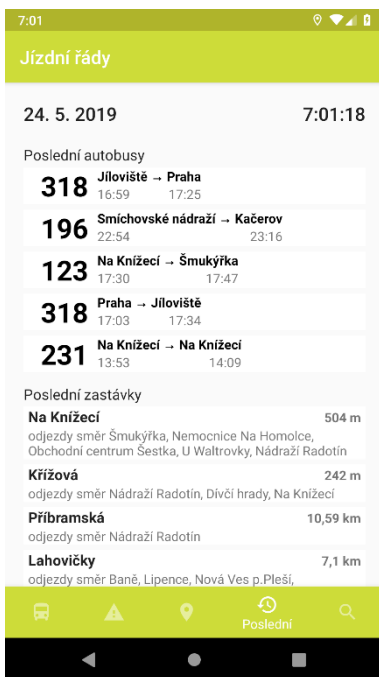 7:01
Jízdní řády
24. 5. 2019 7:01:18
Poslední autobusy
318 Jíloviště → Praha
16:59 17:25
196 Smíchovské nádraží → Kačerov
22:54 23:16
123 Na Knížecí → Šmukýřka
17:30 17:47
318 Praha → Jíloviště
17:03 17:34
231 Na Knížecí → Na Knížecí
13:53 14:09
Poslední zastávky
Na Knížecí 504 m
odjezdy směr Šmukýřka, Nemocnice Na Homolce,
Obchodní centrum Šestka, U Waltrovky, Nádraží Radotín
Křížová 242 m
odjezdy směr Nádraží Radotín, Dívčí hrady, Na Knížecí
Příbramská 10,59 km
odjezdy směr Nádraží Radotín
Lahovičky 7,1 km
odjezdy směr Baně, Lipence, Nová Ves p.Pleší,
Poslední